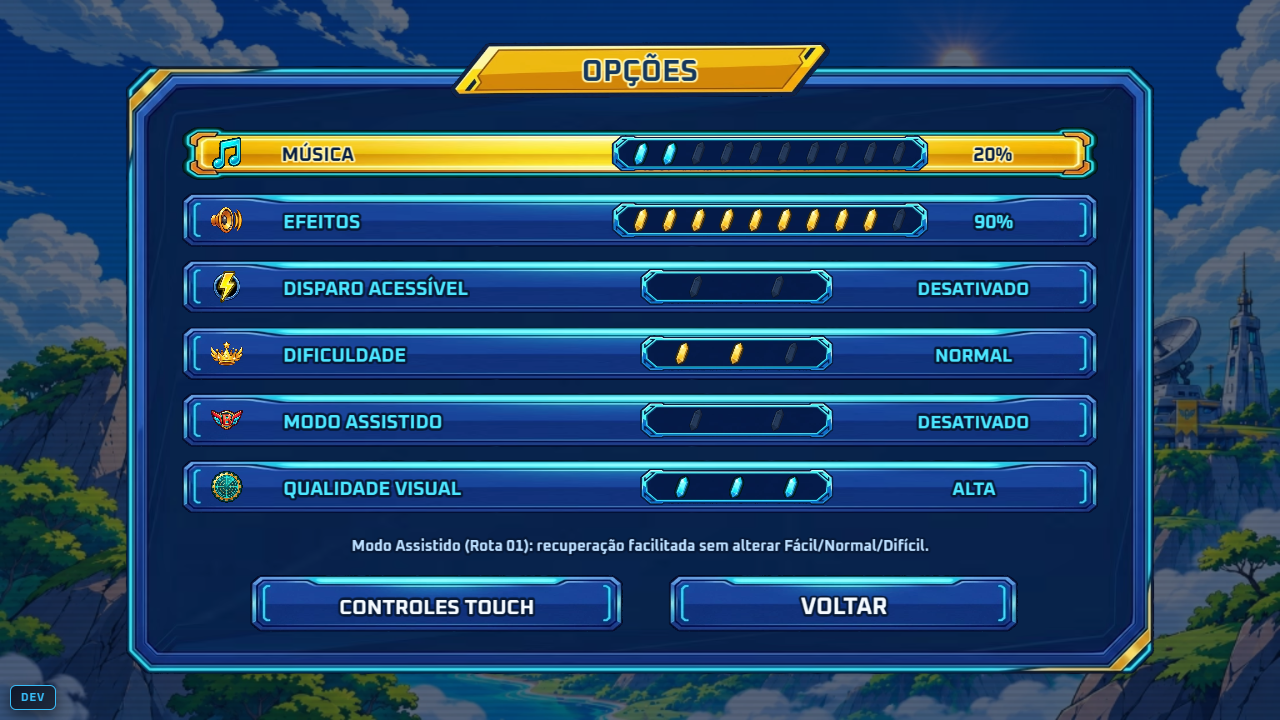 OPÇÕES
MÚSICA 20%
EFEITOS 90%
DISPARO ACESSÍVEL DESATIVADO
DIFICULDADE NORMAL
MODO ASSISTIDO DESATIVADO
QUALIDADE VISUAL ALTA
Modo Assistido (Rota 01): recuperação facilitada sem alterar Fácil/Normal/Difícil.
CONTROLES TOUCH VOLTAR
DEV